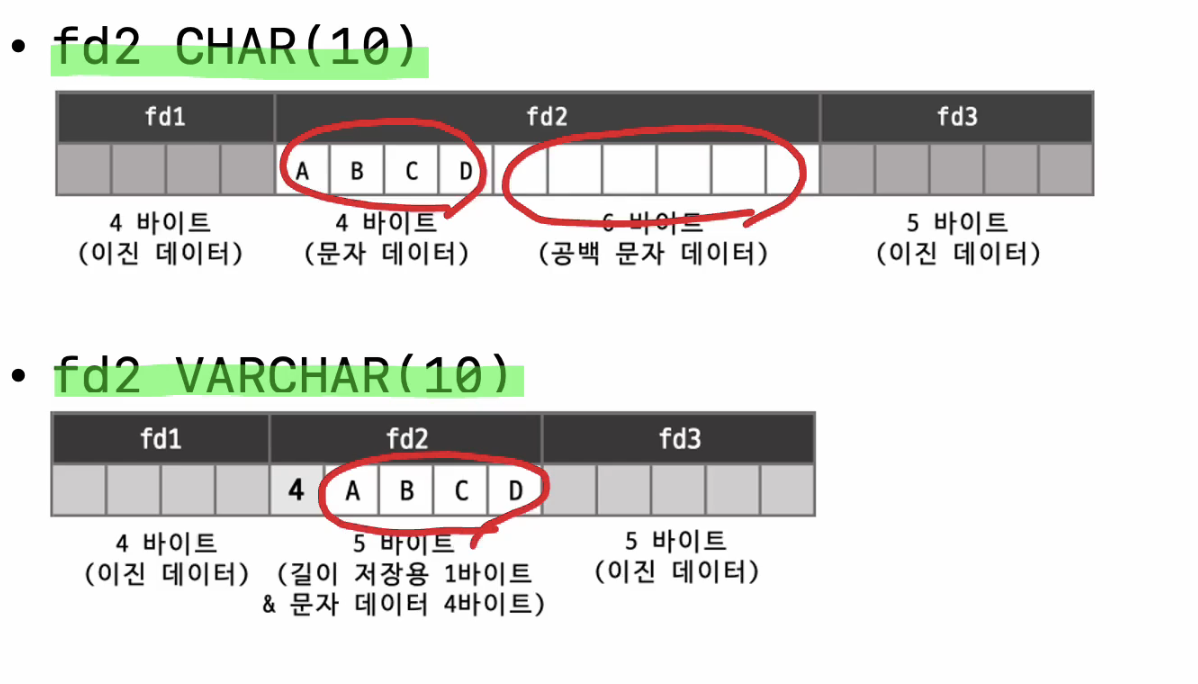 • fd2 CHAR(10)
fd1 fd2 fd3
A B C D
4 바이트 4 바이트 6 바이트 5 바이트
(이진 데이터) (문자 데이터) (공백 문자 데이터) (이진 데이터)
• fd2 VARCHAR(10)
fd1 fd2 fd3
4 A B C D
4 바이트 5 바이트 5 바이트
(이진 데이터) (길이 저장용 1바이트 (이진 데이터)
& 문자 데이터 4바이트)